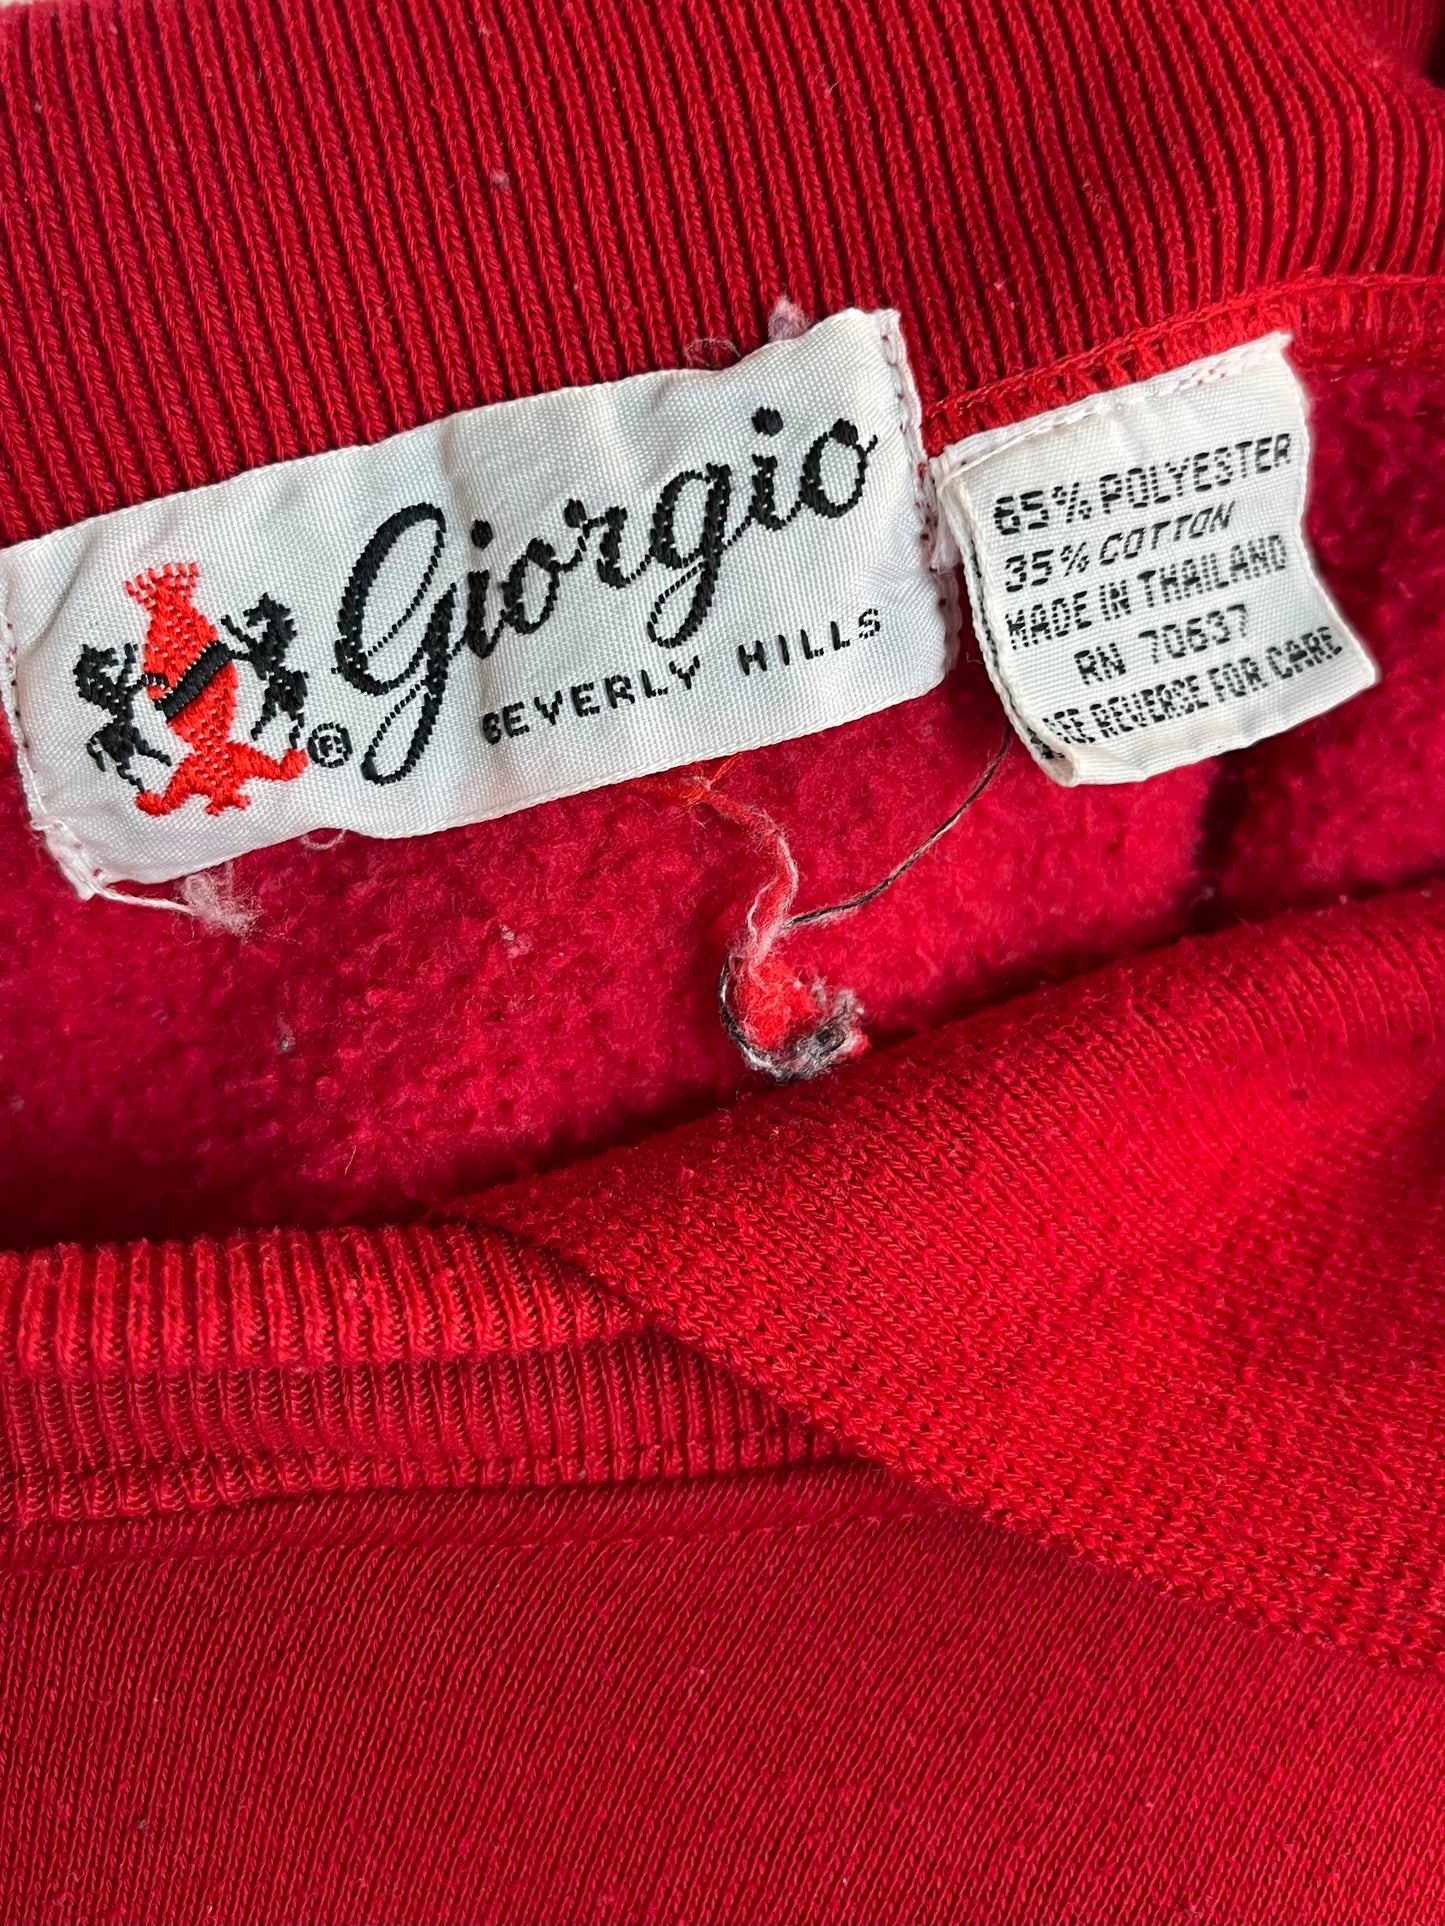 Giorgio
BEVERLY HILLS
®
65% POLYESTER
35% COTTON
MADE IN THAILAND
RN 70637
SEE REVERSE FOR CARE